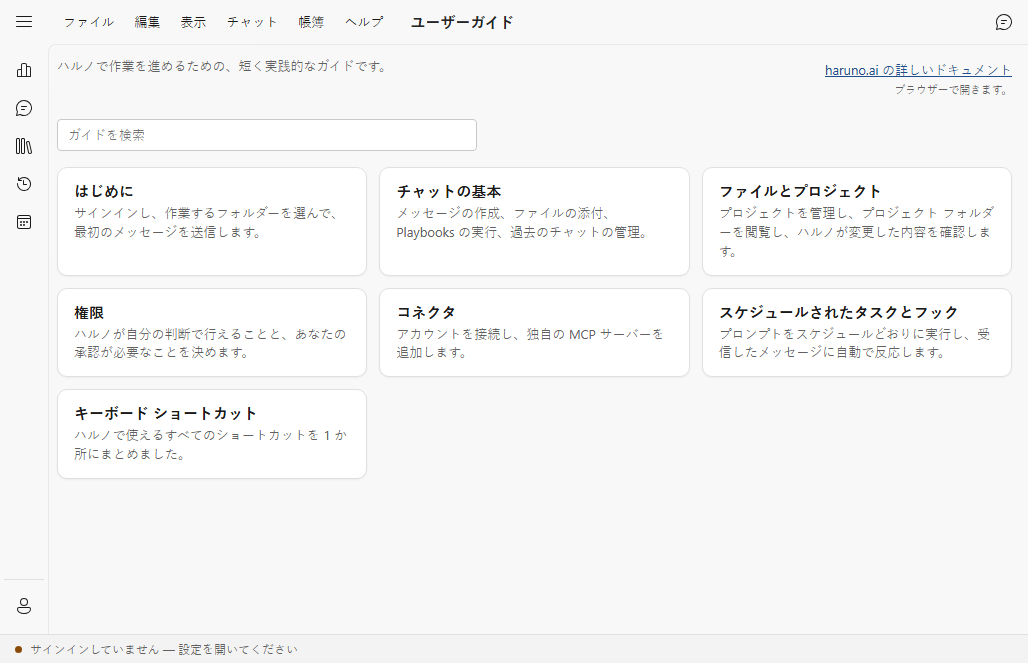 ファイル 編集 表示 チャット 帳簿 ヘルプ ユーザーガイド
ハルノで作業を進めるための、短く実践的なガイドです。
haruno.ai の詳しいドキュメント
ブラウザーで開きます。
ガイドを検索
はじめに
サインインし、作業するフォルダーを選んで、
最初のメッセージを送信します。
チャットの基本
メッセージの作成、ファイルの添付、
Playbooks の実行、過去のチャットの管理。
ファイルとプロジェクト
プロジェクトを管理し、プロジェクト フォルダ
ーを閲覧し、ハルノが変更した内容を確認しま
す。
権限
ハルノが自分の判断で行えることと、あなたの
承認が必要なことを決めます。
コネクタ
アカウントを接続し、独自の MCP サーバーを
追加します。
スケジュールされたタスクとフック
プロンプトをスケジュールどおりに実行し、受
信したメッセージに自動で反応します。
キーボード ショートカット
ハルノで使えるすべてのショートカットを 1 か
所にまとめました。
サインインしていません — 設定を開いてください